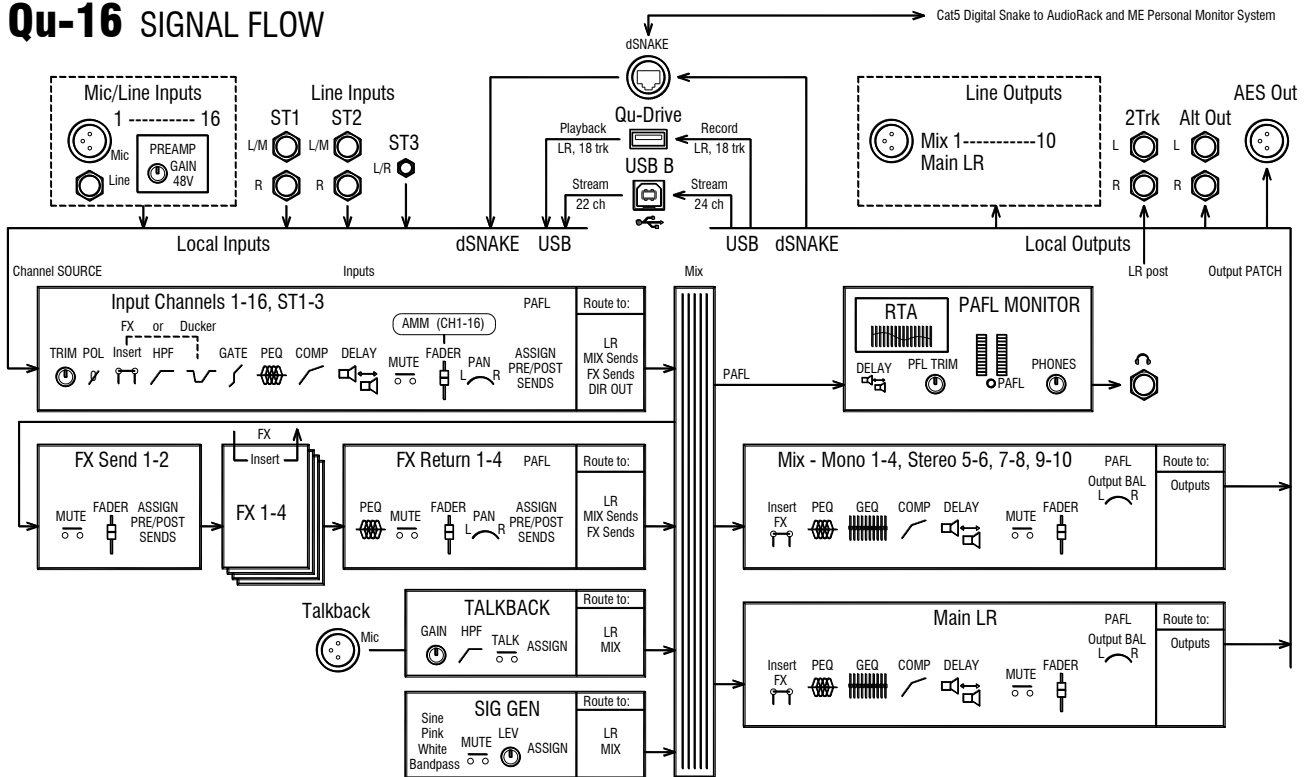 Qu-16 SIGNAL FLOW
Cat5 Digital Snake to AudioRack and ME Personal Monitor System
dSNAKE
Mic/Line Inputs
1 ---------- 16
Mic
Line
PREAMP
GAIN
48V
Line Inputs
ST1
ST2
ST3
L/M
L/M
L/R
R
R
Qu-Drive
Playback
LR, 18 trk
Record
LR, 18 trk
USB B
Stream
22 ch
Stream
24 ch
Line Outputs
Mix 1-----------10
Main LR
2Trk
Alt Out
AES Out
L
L
R
R
Local Inputs
dSNAKE
USB
USB
dSNAKE
Local Outputs
Channel SOURCE
Inputs
Mix
LR post
Output PATCH
Input Channels 1-16, ST1-3
PAFL
Route to:
FX or Ducker
AMM (CH1-16)
TRIM
POL
Insert
HPF
GATE
PEQ
COMP
DELAY
MUTE
FADER
PAN
L
R
ASSIGN
PRE/POST
SENDS
LR
MIX Sends
FX Sends
DIR OUT
PAFL
RTA
PAFL MONITOR
DELAY
PFL TRIM
PAFL
PHONES
FX Send 1-2
MUTE
FADER
ASSIGN
PRE/POST
SENDS
FX
Insert
FX 1-4
FX Return 1-4
PAFL
Route to:
PEQ
MUTE
FADER
PAN
L
R
ASSIGN
PRE/POST
SENDS
LR
MIX Sends
FX Sends
Mix - Mono 1-4, Stereo 5-6, 7-8, 9-10
PAFL
Route to:
Output BAL
L
R
Outputs
Insert
FX
PEQ
GEQ
COMP
DELAY
MUTE
FADER
Talkback
Mic
TALKBACK
Route to:
GAIN
HPF
TALK
ASSIGN
LR
MIX
Main LR
PAFL
Route to:
Output BAL
L
R
Outputs
Insert
FX
PEQ
GEQ
COMP
DELAY
MUTE
FADER
SIG GEN
Route to:
Sine
Pink
White
Bandpass
MUTE
LEV
ASSIGN
LR
MIX